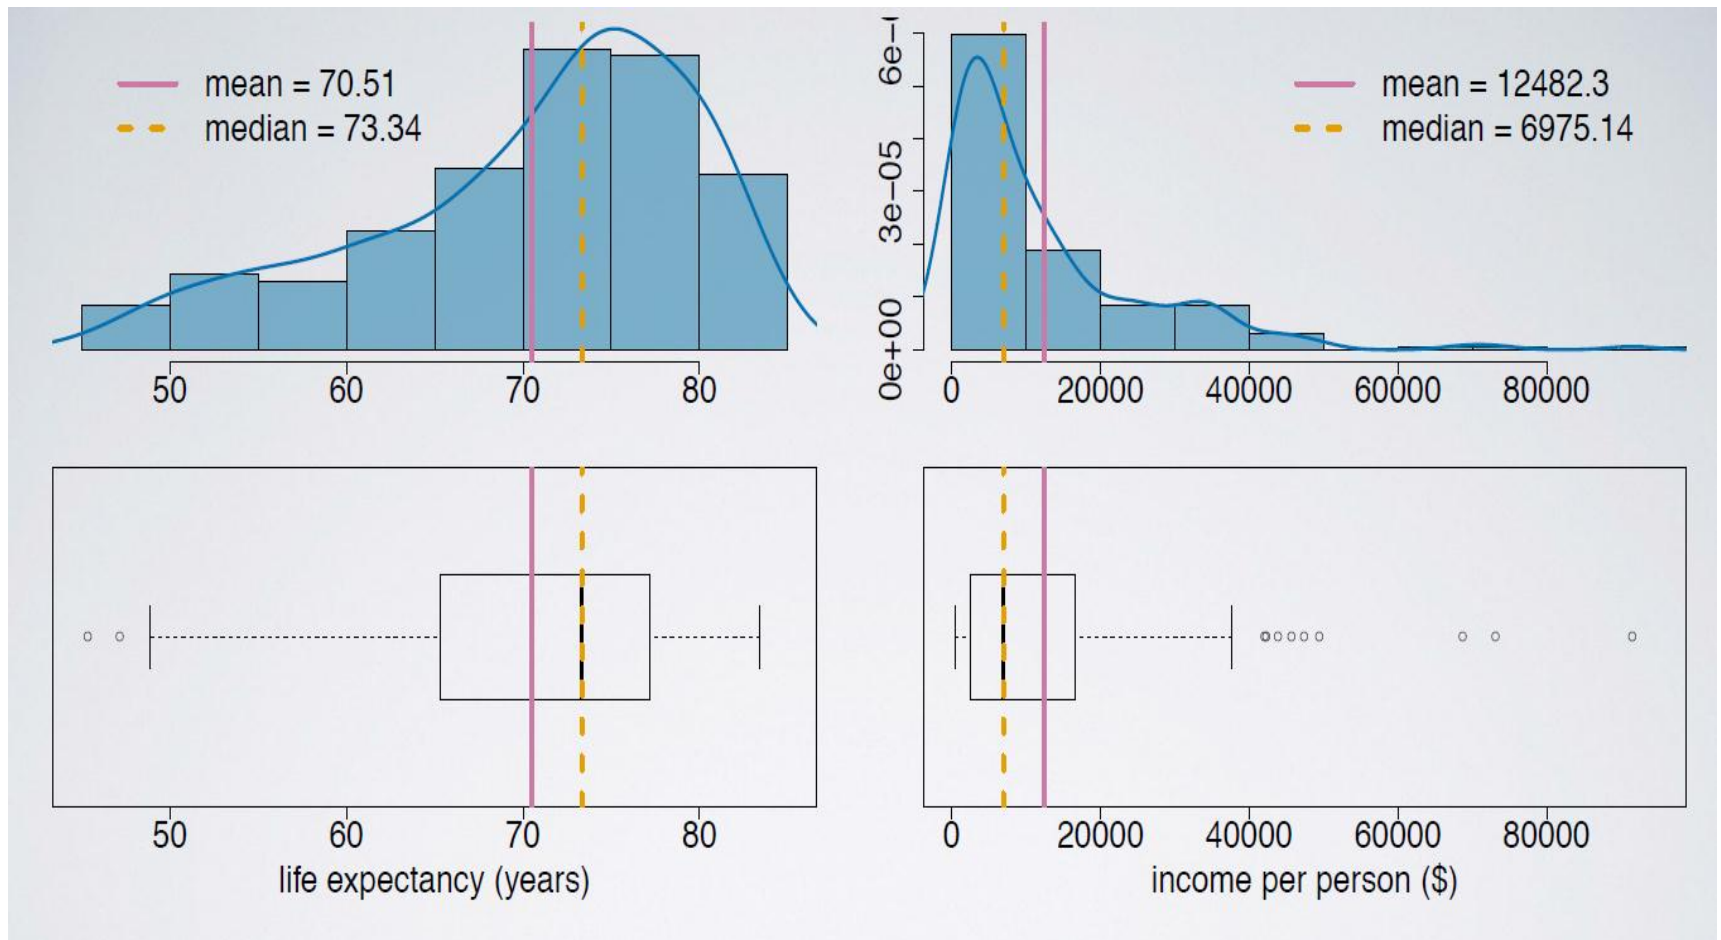 mean = 70.51
median = 73.34
50 60 70 80
6e-
3e-05
0e+00
mean = 12482.3
median = 6975.14
0 20000 40000 60000 80000
50 60 70 80
life expectancy (years)
0 20000 40000 60000 80000
income per person ($)